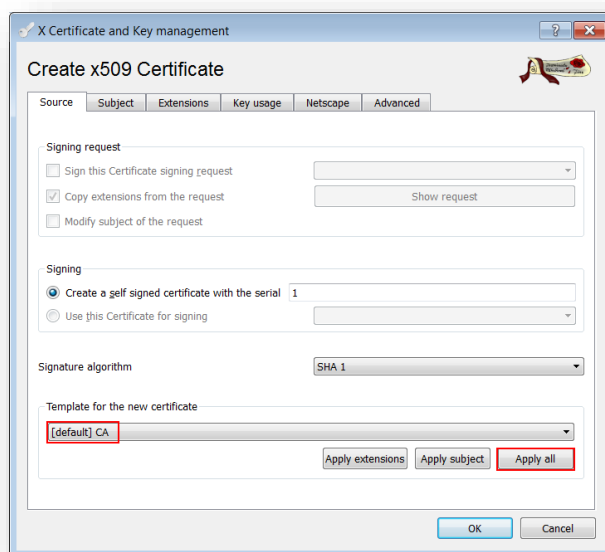 X Certificate and Key management
Create x509 Certificate
Source Subject Extensions Key usage Netscape Advanced
Signing request
Sign this Certificate signing request
Copy extensions from the request Show request
Modify subject of the request
Signing
Create a self signed certificate with the serial 1
Use this Certificate for signing
Signature algorithm SHA 1
Template for the new certificate
[default] CA
Apply extensions Apply subject Apply all
OK Cancel